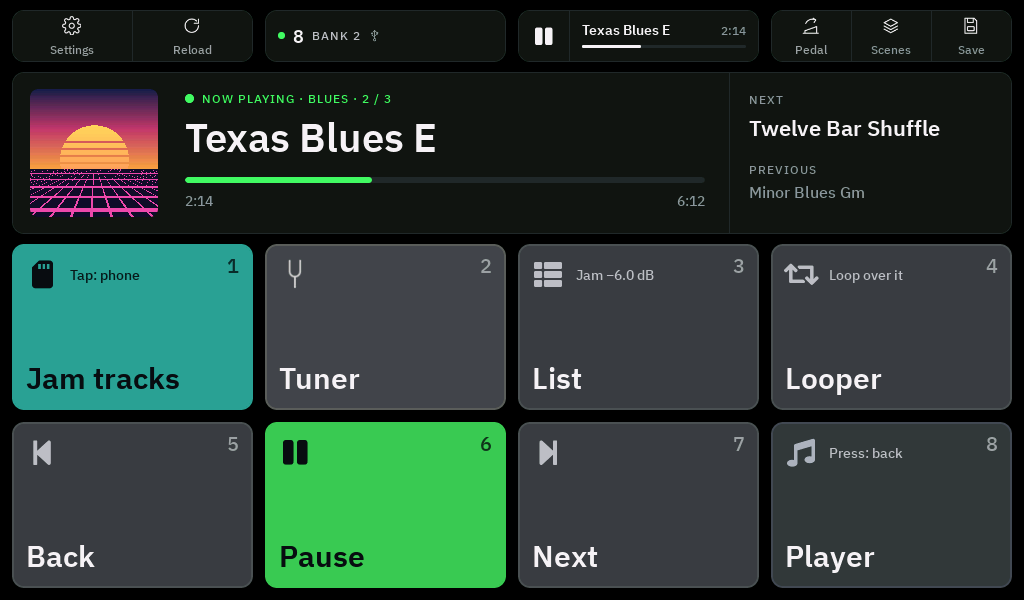 Settings
Reload
8 BANK 2
Texas Blues E 2:14
Pedal
Scenes
Save
NOW PLAYING · BLUES · 2 / 3
Texas Blues E
2:14 6:12
NEXT
Twelve Bar Shuffle
PREVIOUS
Minor Blues Gm
Tap: phone 1
Jam tracks
2
Tuner
Jam −6.0 dB 3
List
Loop over it 4
Looper
5
Back
6
Pause
7
Next
Press: back 8
Player